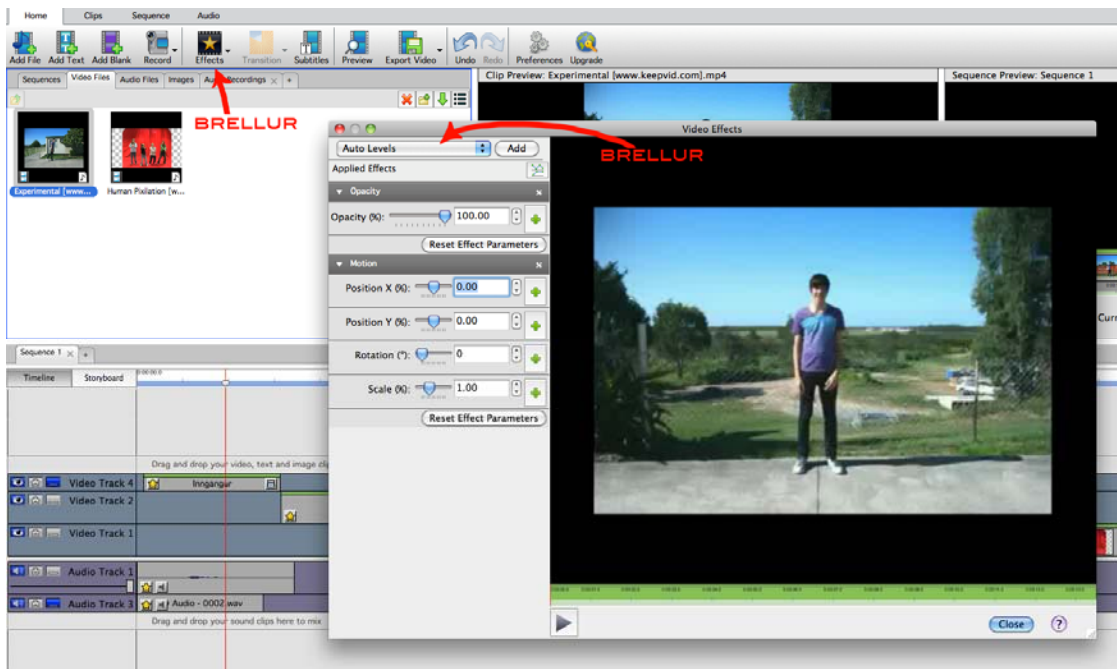 Home Clips Sequence Audio
Add File Add Text Add Blank Record Effects Transition Subtitles Preview Export Video Undo Redo Preferences Upgrade
Sequences Video Files Audio Files Images Recordings
Clip Preview: Experimental [www.keepvid.com].mp4
Sequence Preview: Sequence 1
BRELLUR
Experimental [www...
Human Pixilation [w...
Video Effects
Auto Levels Add
BRELLUR
Applied Effects
Opacity
Opacity (%): 100.00
Reset Effect Parameters
Motion
Position X (%): 0.00
Position Y (%): 0.00
Rotation (°): 0
Scale (%): 1.00
Reset Effect Parameters
Curr
Sequence 1
Timeline Storyboard
Drag and drop your video, text and image cli
Video Track 4 Inngangur
Video Track 2
Video Track 1
Audio Track 1
Audio Track 3 Audio - 0002.wav
Drag and drop your sound clips here to mix
Close ?